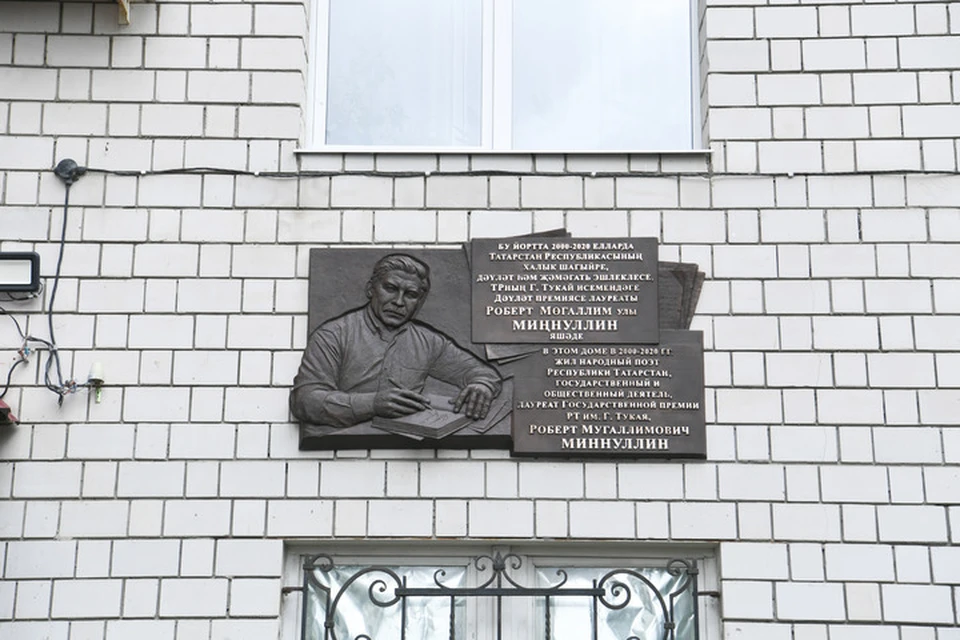 БУ ЙОРТТА 2000-2020 ЕЛЛАРДА
ТАТАРСТАН РЕСПУБЛИКАСЫНЫҢ
ХАЛЫК ШАГЫЙРЕ,
ДӘҮЛӘТ ҺӘМ ҖӘМӘГАТЬ ЭШЛЕКЛЕСЕ.
ТРНЫҢ Г. ТУКАЙ ИСЕМЕНДӘГЕ
ДӘҮЛӘТ ПРЕМИЯСЕ ЛАУРЕАТЫ
РОБЕРТ МӨГАЛЛИМ УЛЫ
МИҢНУЛЛИН
ЯШӘДЕ
В ЭТОМ ДОМЕ В 2000-2020 ГГ.
ЖИЛ НАРОДНЫЙ ПОЭТ
РЕСПУБЛИКИ ТАТАРСТАН,
ГОСУДАРСТВЕННЫЙ И
ОБЩЕСТВЕННЫЙ ДЕЯТЕЛЬ,
ЛАУРЕАТ ГОСУДАРСТВЕННОЙ ПРЕМИИ
РТ ИМ. Г. ТУКАЯ,
РОБЕРТ МУГАЛЛИМОВИЧ
МИННУЛЛИН